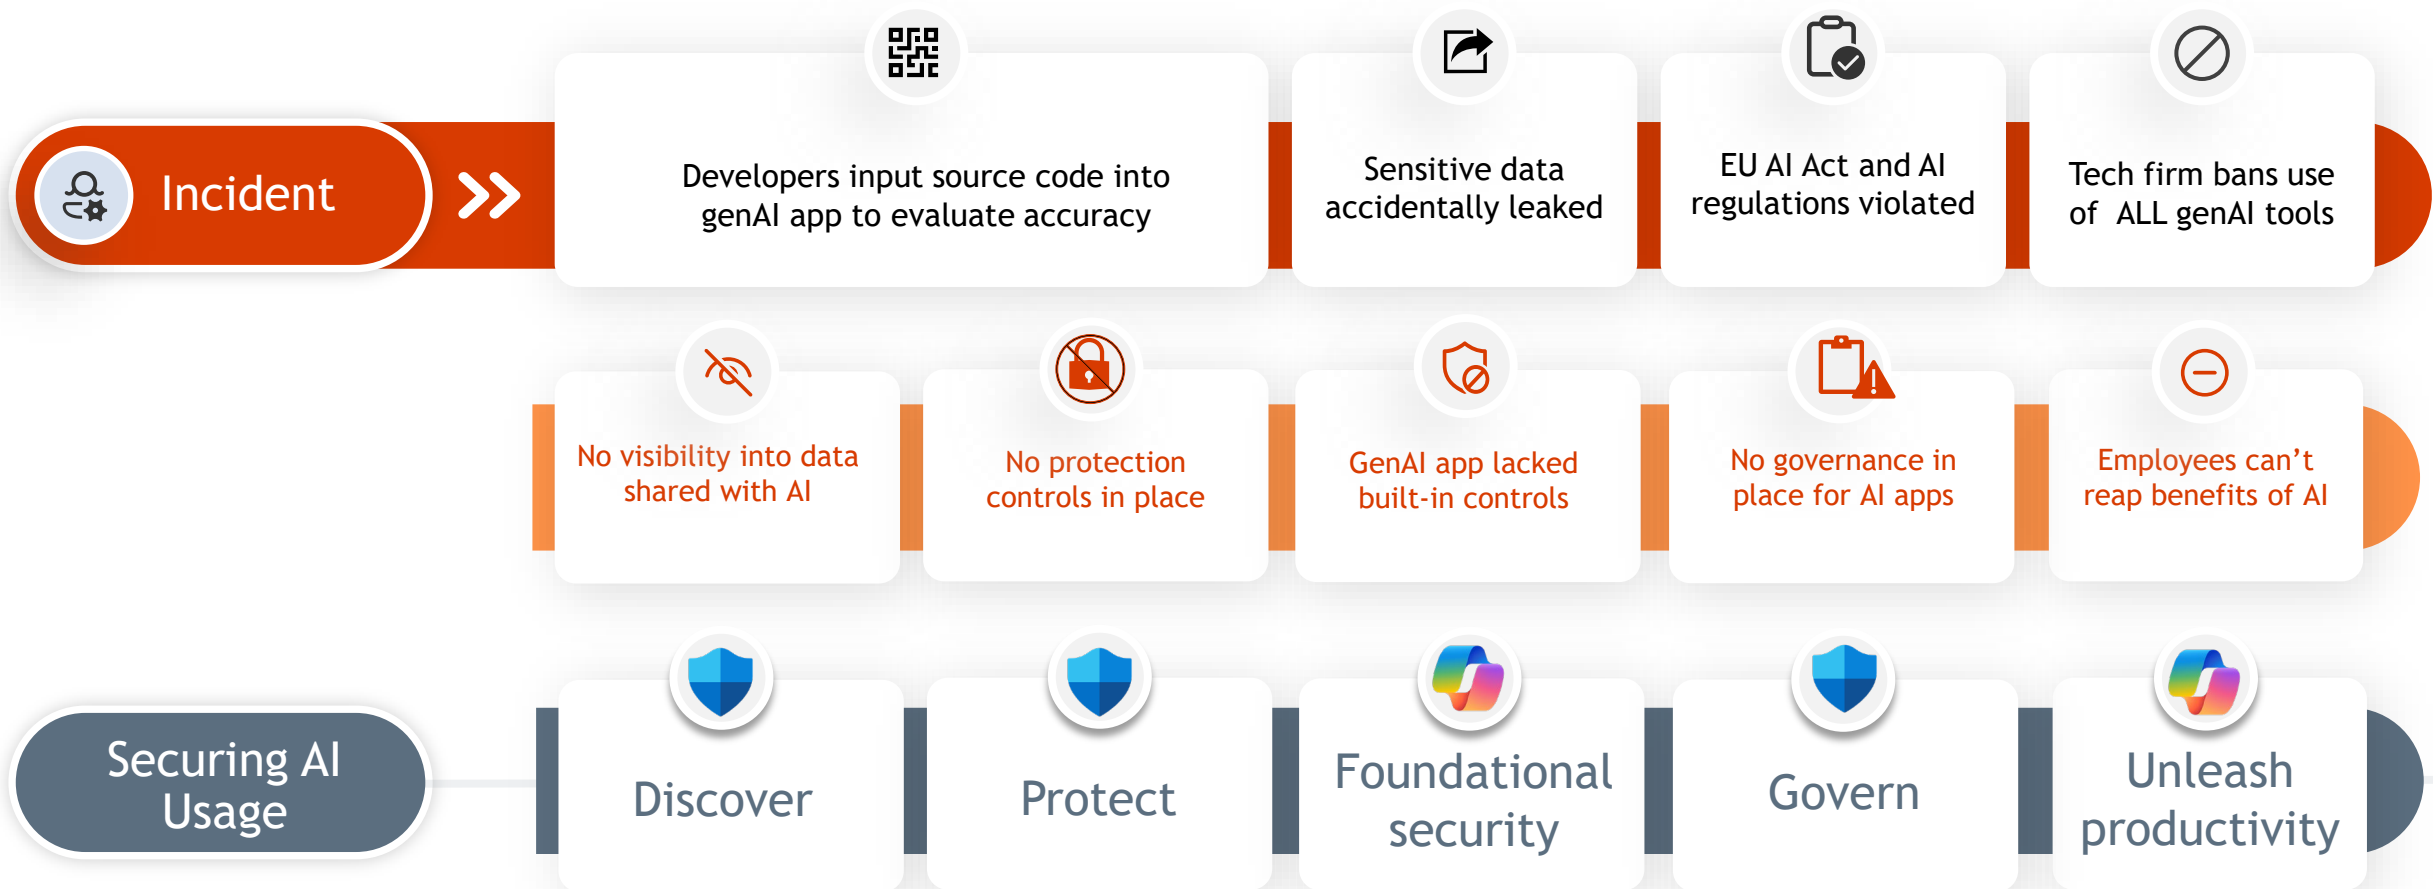 Incident
Developers input source code into
genAI app to evaluate accuracy
Sensitive data
accidentally leaked
EU AI Act and AI
regulations violated
Tech firm bans use
of ALL genAI tools
No visibility into data
shared with AI
No protection
controls in place
GenAI app lacked
built-in controls
No governance in
place for AI apps
Employees can’t
reap benefits of AI
Securing AI
Usage
Discover
Protect
Foundational
security
Govern
Unleash
productivity